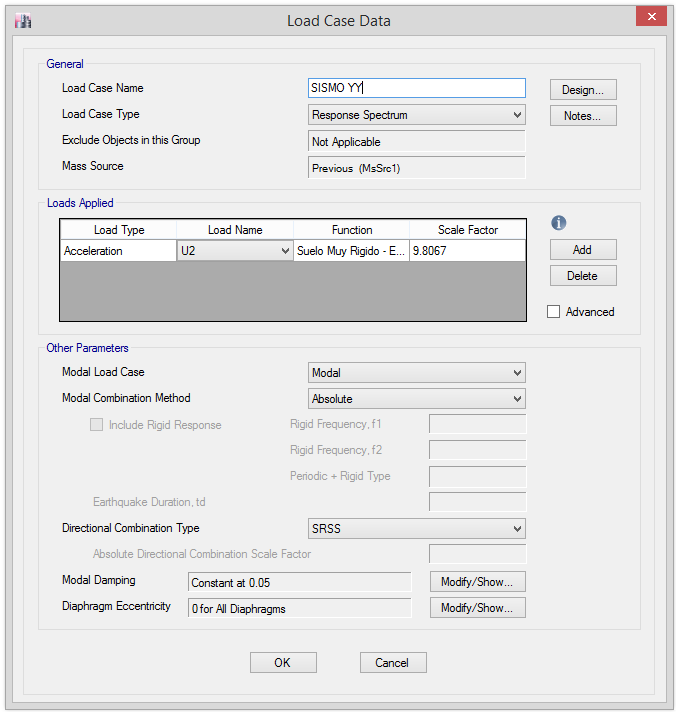 Load Case Data
General
Load Case Name SISMO YY Design...
Load Case Type Response Spectrum Notes...
Exclude Objects in this Group Not Applicable
Mass Source Previous (MsSrc1)
Loads Applied
Load Type Load Name Function Scale Factor
Acceleration U2 Suelo Muy Rigido - E... 9.8067
Add
Delete
Advanced
Other Parameters
Modal Load Case Modal
Modal Combination Method Absolute
Include Rigid Response Rigid Frequency, f1
Rigid Frequency, f2
Periodic + Rigid Type
Earthquake Duration, td
Directional Combination Type SRSS
Absolute Directional Combination Scale Factor
Modal Damping Constant at 0.05 Modify/Show...
Diaphragm Eccentricity 0 for All Diaphragms Modify/Show...
OK Cancel